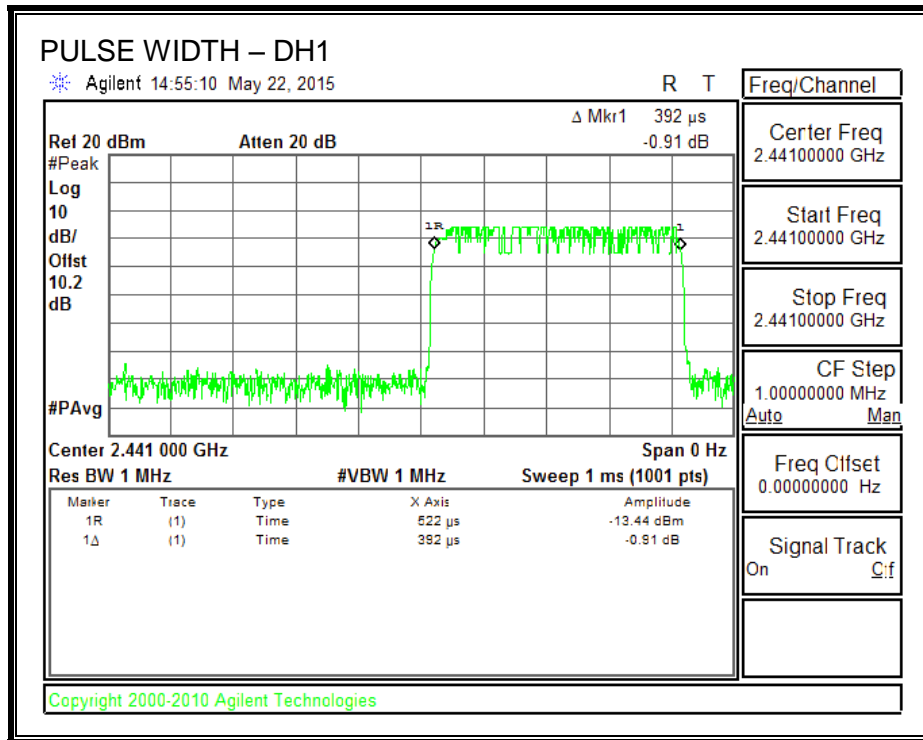 PULSE WIDTH – DH1
Agilent 14:55:10 May 22, 2015 R T
Δ Mkr1 392 µs
Ref 20 dBm Atten 20 dB -0.91 dB
#Peak
Log
10
dB/
Offst
10.2
dB
1R
1
#PAvg
Center 2.441 000 GHz Span 0 Hz
Res BW 1 MHz #VBW 1 MHz Sweep 1 ms (1001 pts)
Marker Trace Type X Axis Amplitude
1R (1) Time 522 µs -13.44 dBm
1Δ (1) Time 392 µs -0.91 dB
Freq/Channel
Center Freq
2.44100000 GHz
Start Freq
2.44100000 GHz
Stop Freq
2.44100000 GHz
CF Step
1.00000000 MHz
Auto Man
Freq Offset
0.00000000 Hz
Signal Track
On Off
Copyright 2000-2010 Agilent Technologies